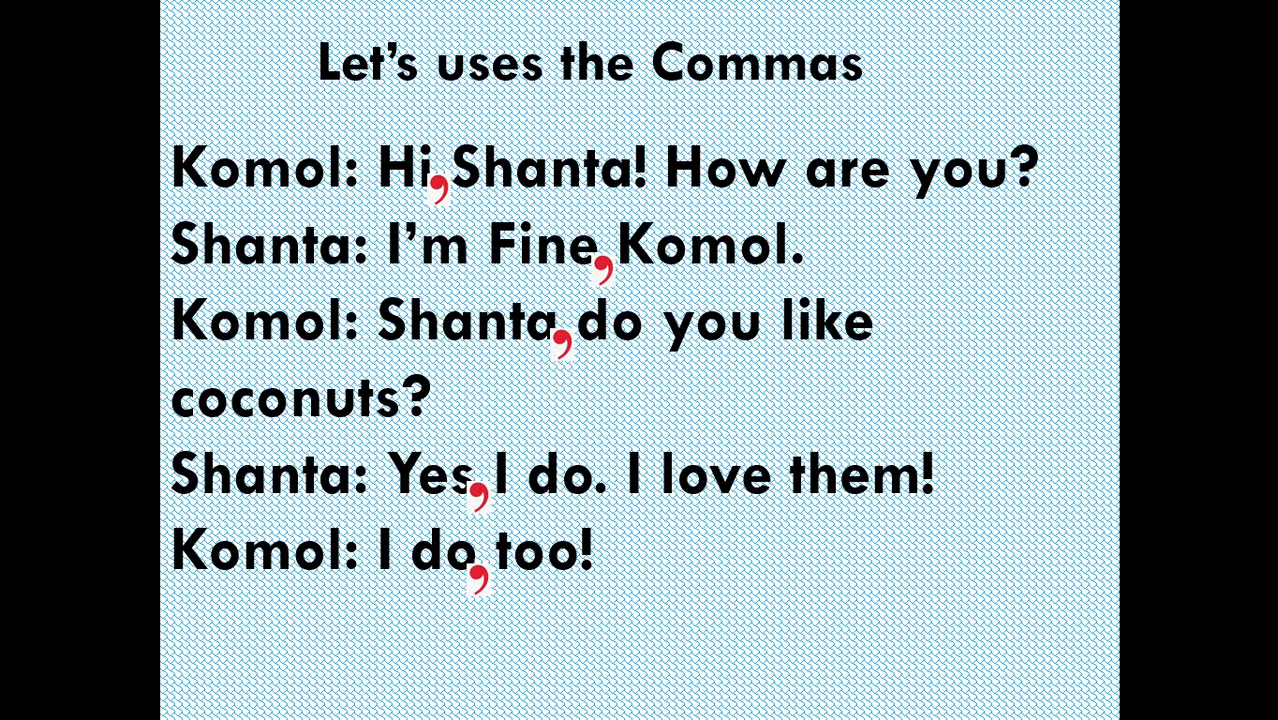 Let’s uses the Commas
Komol: Hi,Shanta! How are you?
Shanta: I’m Fine,Komol.
Komol: Shanta,do you like
coconuts?
Shanta: Yes,I do. I love them!
Komol: I do,too!